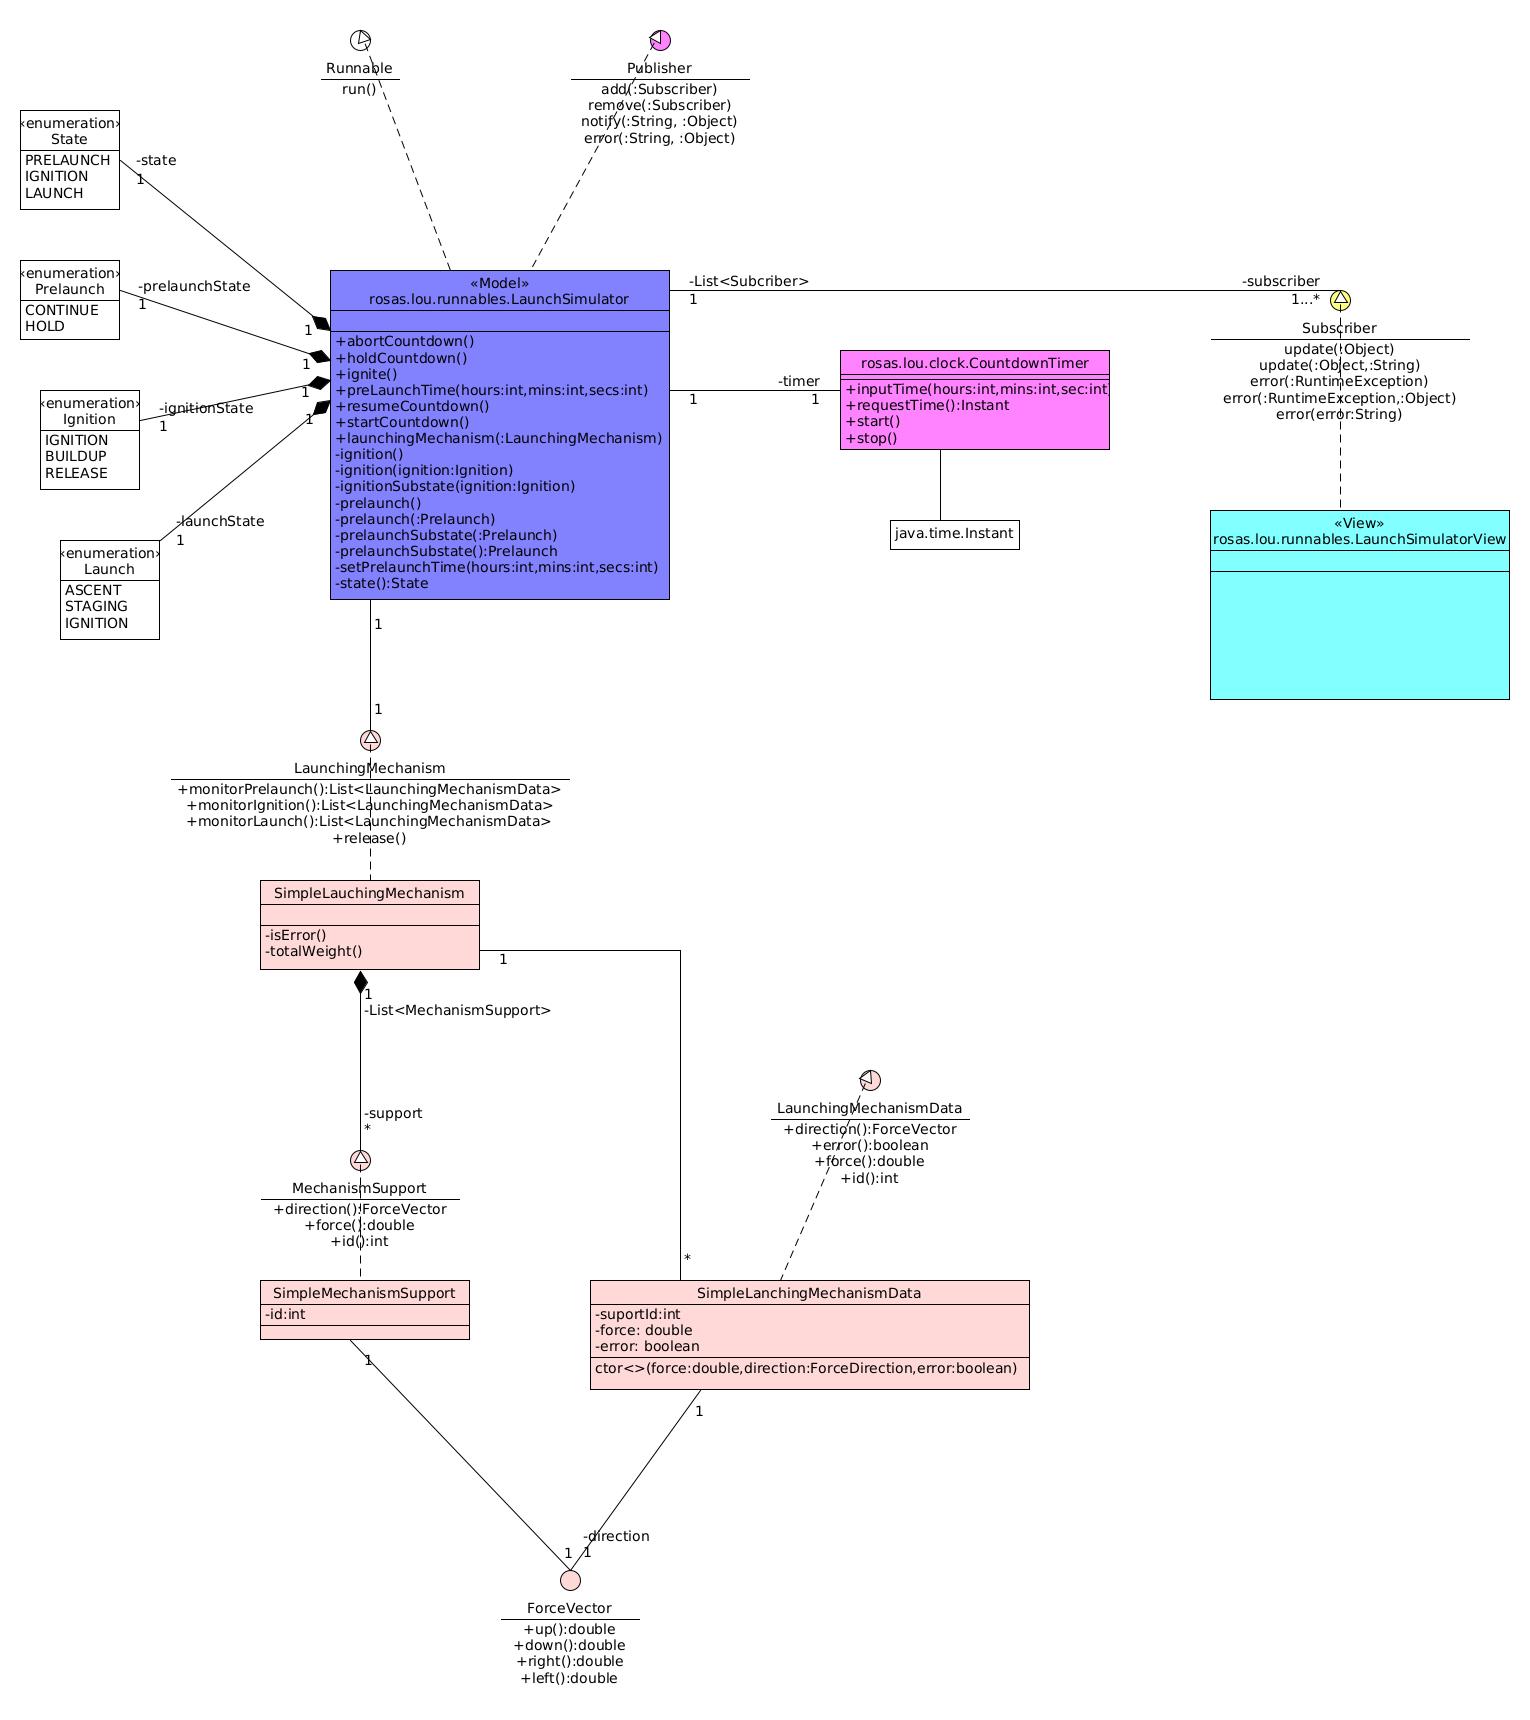 Runnable
run()
Publisher
add(:Subscriber)
remove(:Subscriber)
notify(:String, :Object)
error(:String, :Object)
«enumeration»
State
PRELAUNCH
IGNITION
LAUNCH
-state
1
1
«enumeration»
Prelaunch
CONTINUE
HOLD
-prelaunchState
1
1
«enumeration»
Ignition
IGNITION
BUILDUP
RELEASE
-ignitionState
1
1
«enumeration»
Launch
ASCENT
STAGING
IGNITION
-launchState
1
1
«Model»
rosas.lou.runnables.LaunchSimulator
+abortCountdown()
+holdCountdown()
+ignite()
+preLaunchTime(hours:int,mins:int,secs:int)
+resumeCountdown()
+startCountdown()
+launchingMechanism(:LaunchingMechanism)
-ignition()
-ignition(ignition:Ignition)
-ignitionSubstate(ignition:Ignition)
-prelaunch()
-prelaunch(:Prelaunch)
-prelaunchSubstate(:Prelaunch)
-prelaunchSubstate():Prelaunch
-setPrelaunchTime(hours:int,mins:int,secs:int)
-state():State
-List<Subcriber>
1
-subscriber
1...*
Subscriber
update(:Object)
update(:Object,:String)
error(:RuntimeException)
error(:RuntimeException,:Object)
error(error:String)
-timer
1
1
rosas.lou.clock.CountdownTimer
+inputTime(hours:int,mins:int,sec:int)
+requestTime():Instant
+start()
+stop()
java.time.Instant
«View»
rosas.lou.runnables.LaunchSimulatorView
1
1
LaunchingMechanism
+monitorPrelaunch():List<LaunchingMechanismData>
+monitorIgnition():List<LaunchingMechanismData>
+monitorLaunch():List<LaunchingMechanismData>
+release()
SimpleLauchingMechanism
-isError()
-totalWeight()
1
1
-List<MechanismSupport>
-support
*
MechanismSupport
+direction():ForceVector
+force():double
+id():int
LaunchingMechanismData
+direction():ForceVector
+error():boolean
+force():double
+id():int
*
SimpleMechanismSupport
-id:int
SimpleLanchingMechanismData
-suportId:int
-force: double
-error: boolean
ctor<>(force:double,direction:ForceDirection,error:boolean)
1
1
-direction
1
1
ForceVector
+up():double
+down():double
+right():double
+left():double